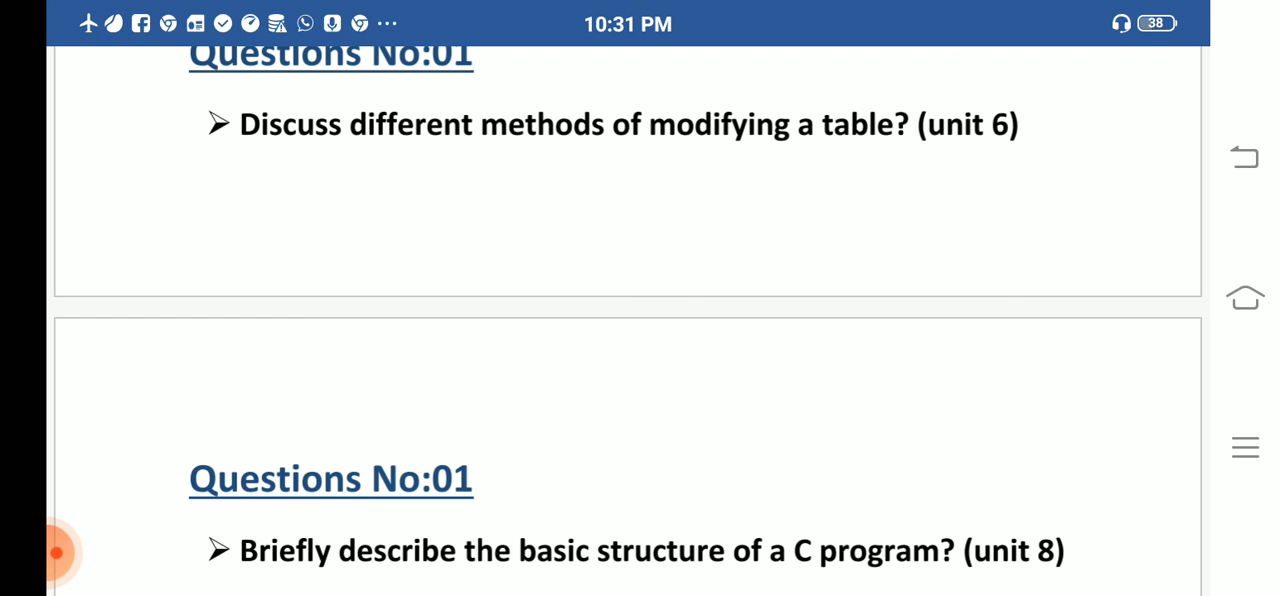 10:31 PM
38
Questions No:01
➢ Discuss different methods of modifying a table? (unit 6)
Questions No:01
➢ Briefly describe the basic structure of a C program? (unit 8)